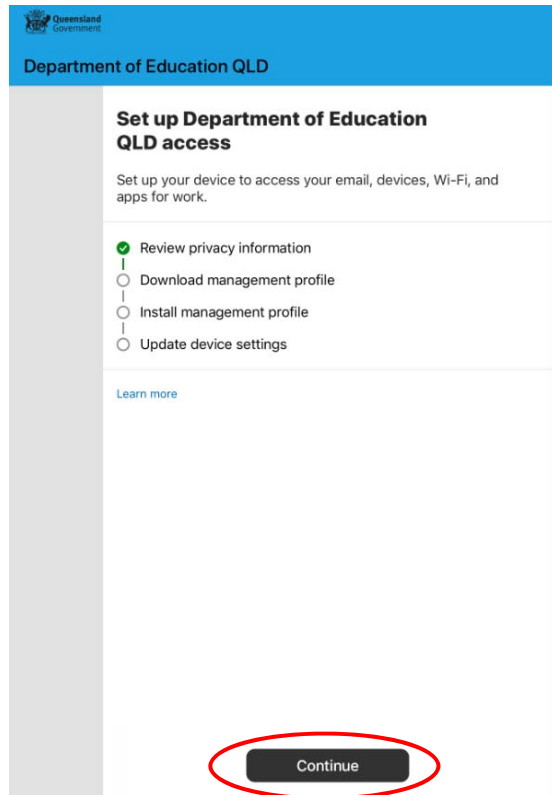 Queensland
Government
Department of Education QLD
Set up Department of Education
QLD access
Set up your device to access your email, devices, Wi-Fi, and
apps for work.
Review privacy information
Download management profile
Install management profile
Update device settings
Learn more
Continue